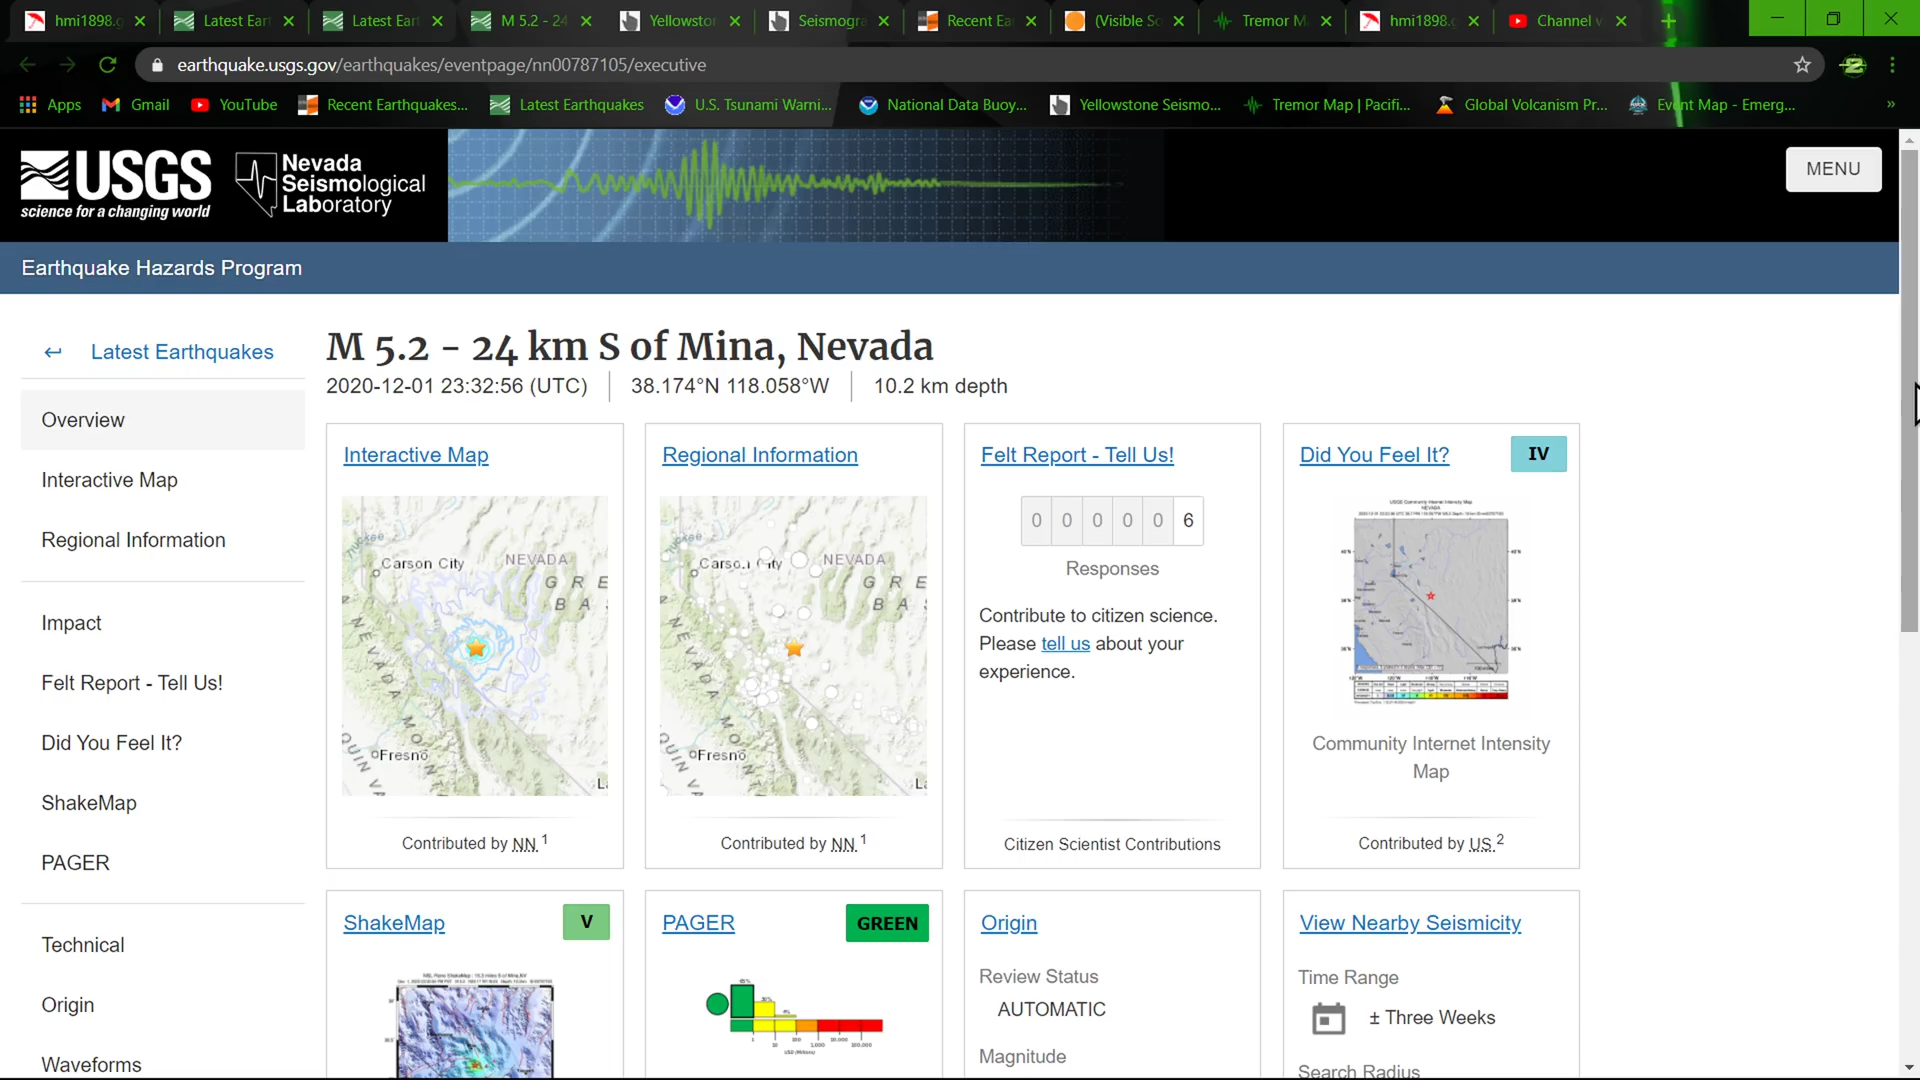 hmi1898.g
Latest Ear
Latest Eart
M 5.2 - 24
Yellowstor
Seismogra
Recent Ea
(Visible So
Tremor M
hmi1898.g
Channel v
earthquake.usgs.gov/earthquakes/eventpage/nn00787105/executive
Apps
Gmail
YouTube
Recent Earthquakes...
Latest Earthquakes
U.S. Tsunami Warni...
National Data Buoy...
Yellowstone Seismo...
Tremor Map | Pacifi...
Global Volcanism Pr...
Event Map - Emerg...
»
USGS
science for a changing world
Nevada
Seismological
Laboratory
MENU
Earthquake Hazards Program
Latest Earthquakes
Overview
Interactive Map
Regional Information
Impact
Felt Report - Tell Us!
Did You Feel It?
ShakeMap
PAGER
Technical
Origin
Waveforms
M 5.2 - 24 km S of Mina, Nevada
2020-12-01 23:32:56 (UTC)
38.174°N 118.058°W
10.2 km depth
Interactive Map
Carson City
NEVADA
G R E
B A
Fresno
Contributed by NN 1
Regional Information
NEVADA
G R E
B A
Fresno
Contributed by NN 1
Felt Report - Tell Us!
0 0 0 0 0 6
Responses
Contribute to citizen science.
Please tell us about your
experience.
Citizen Scientist Contributions
Did You Feel It?
IV
Community Internet Intensity
Map
Contributed by US 2
ShakeMap
V
PAGER
GREEN
Origin
Review Status
AUTOMATIC
Magnitude
View Nearby Seismicity
Time Range
± Three Weeks
Search Radius